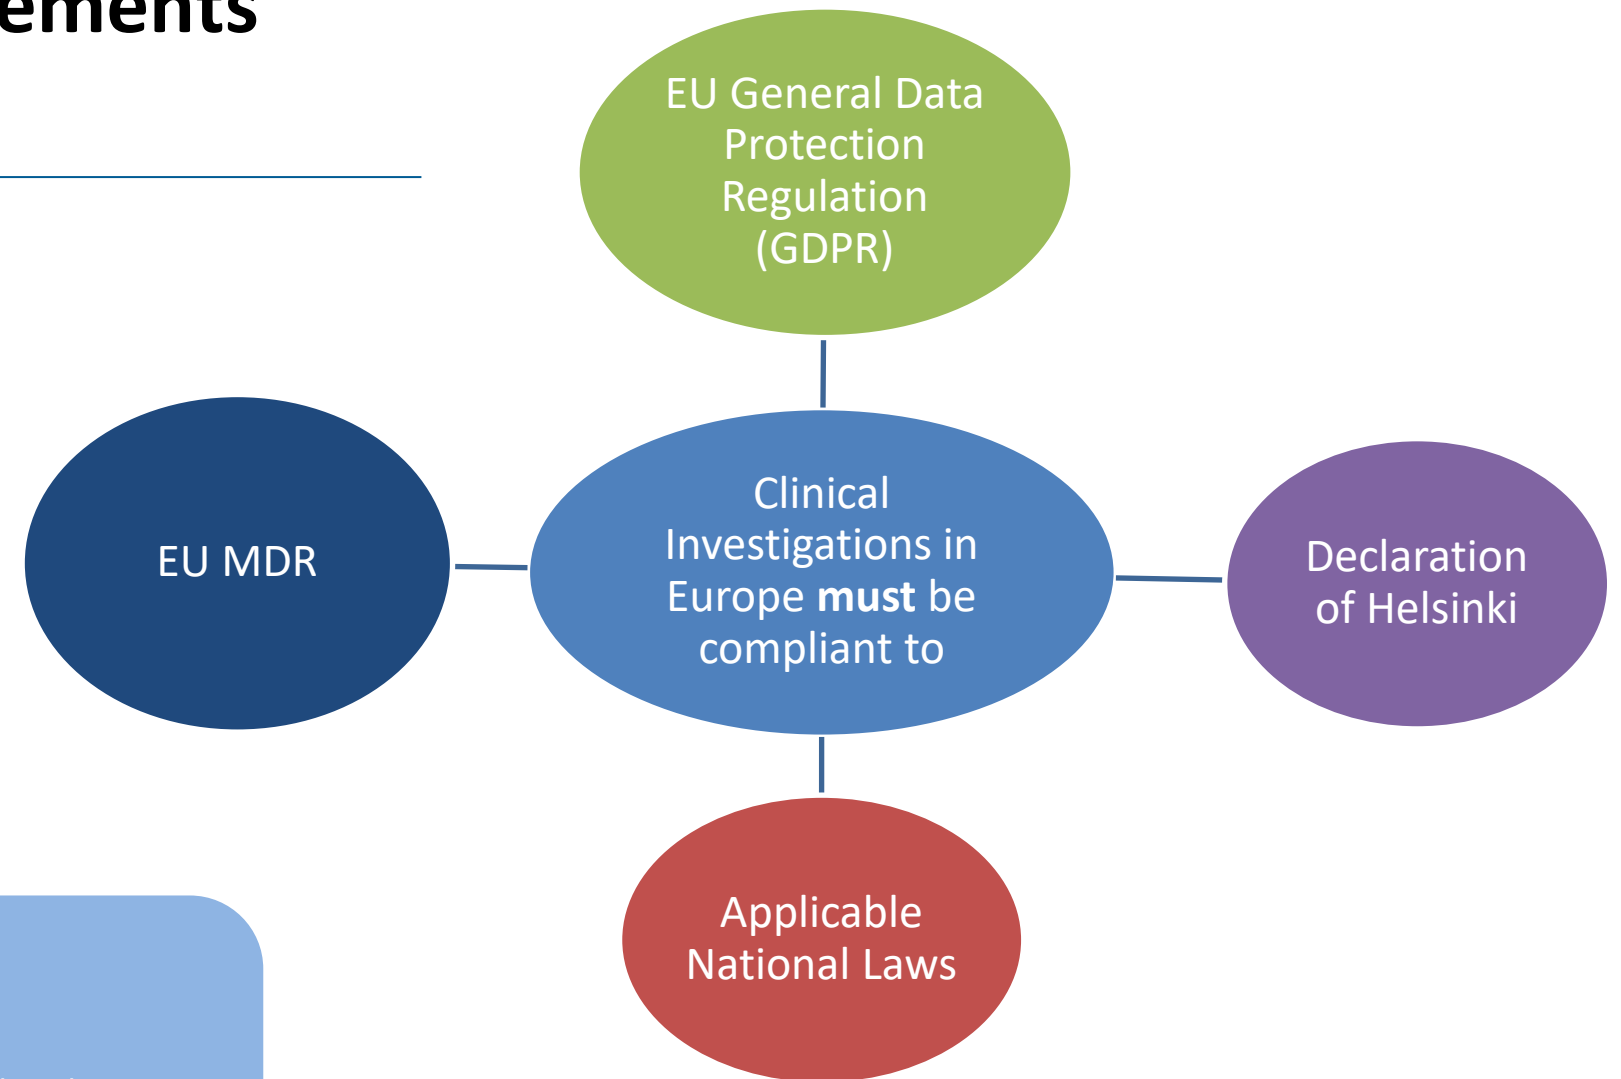 ements
EU General Data
Protection
Regulation
(GDPR)
EU MDR
Clinical
Investigations in
Europe must be
compliant to
Declaration
of Helsinki
Applicable
National Laws